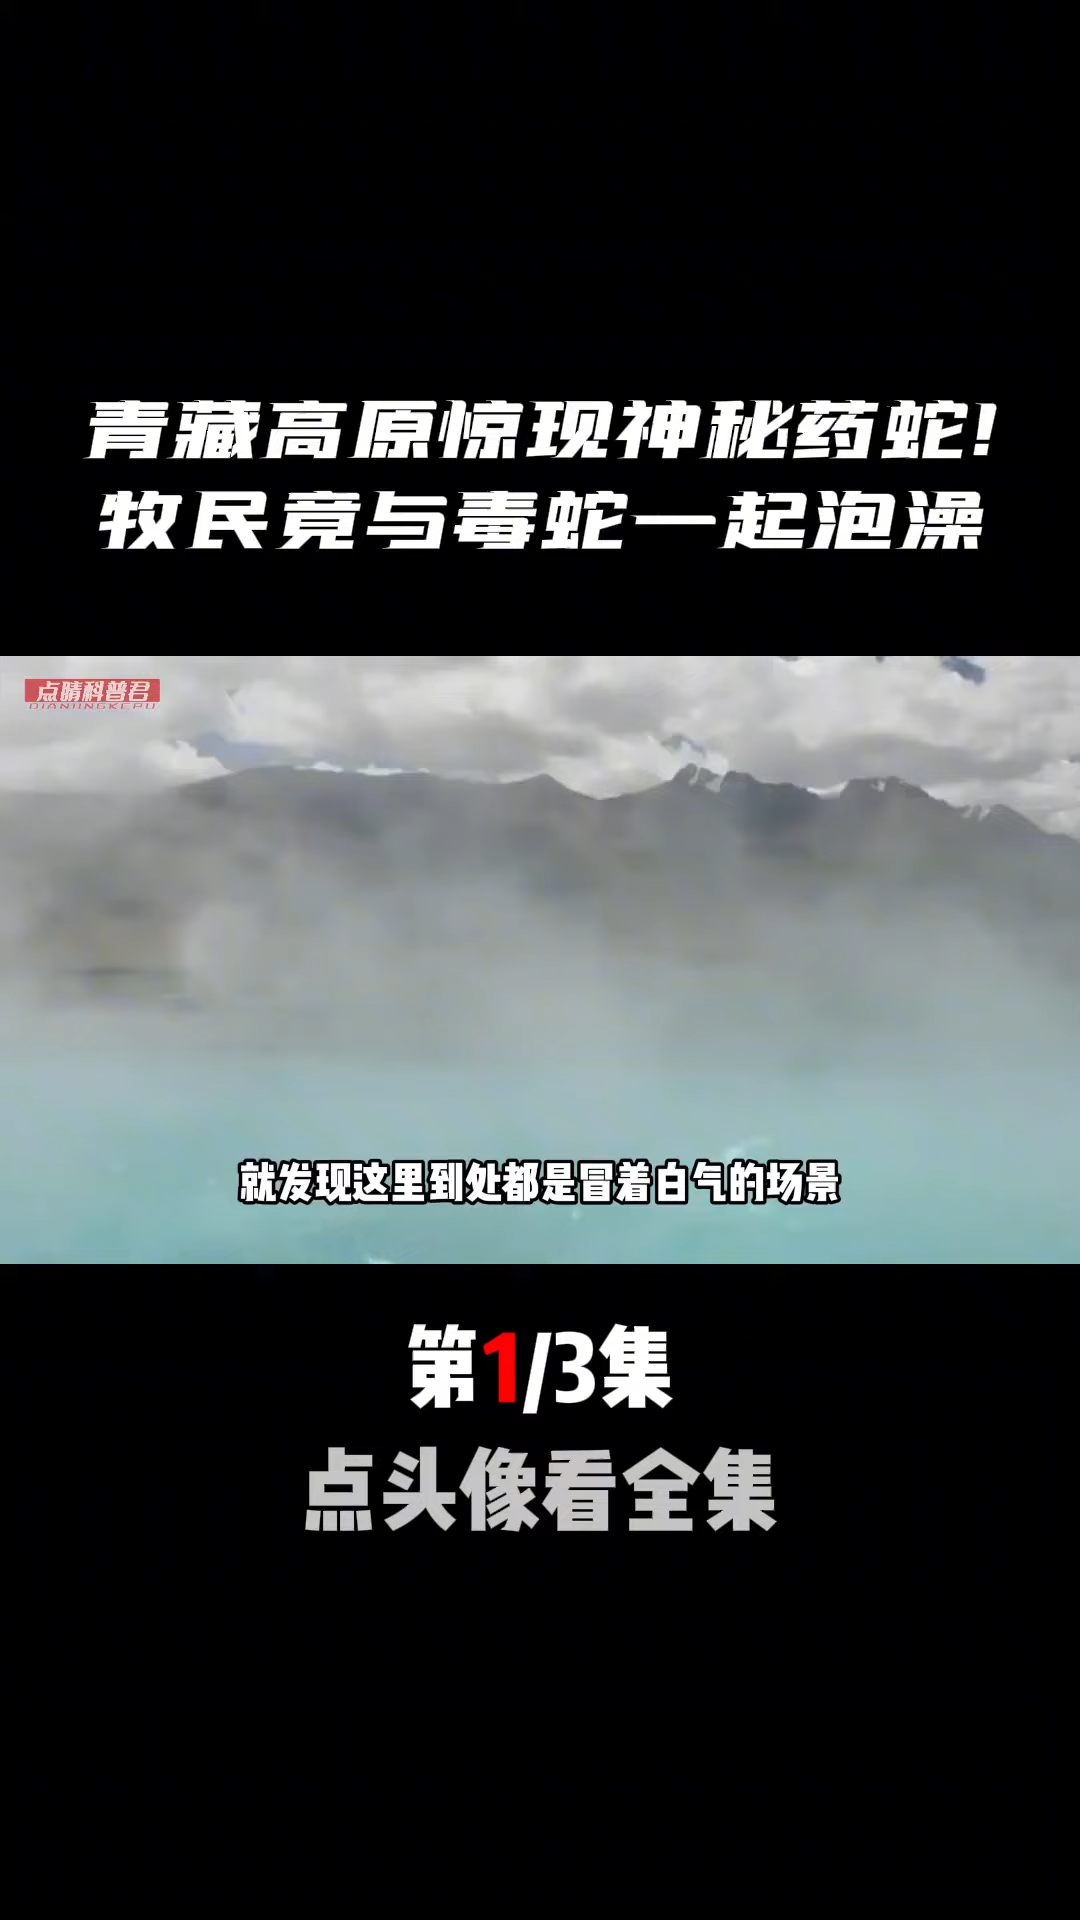 青藏高原惊现神秘药蛇!
牧民竟与毒蛇一起泡澡
点睛科普君
DIANJINGKEPU
就发现这里到处都是冒着白气的场景
第1/3集
点头像看全集